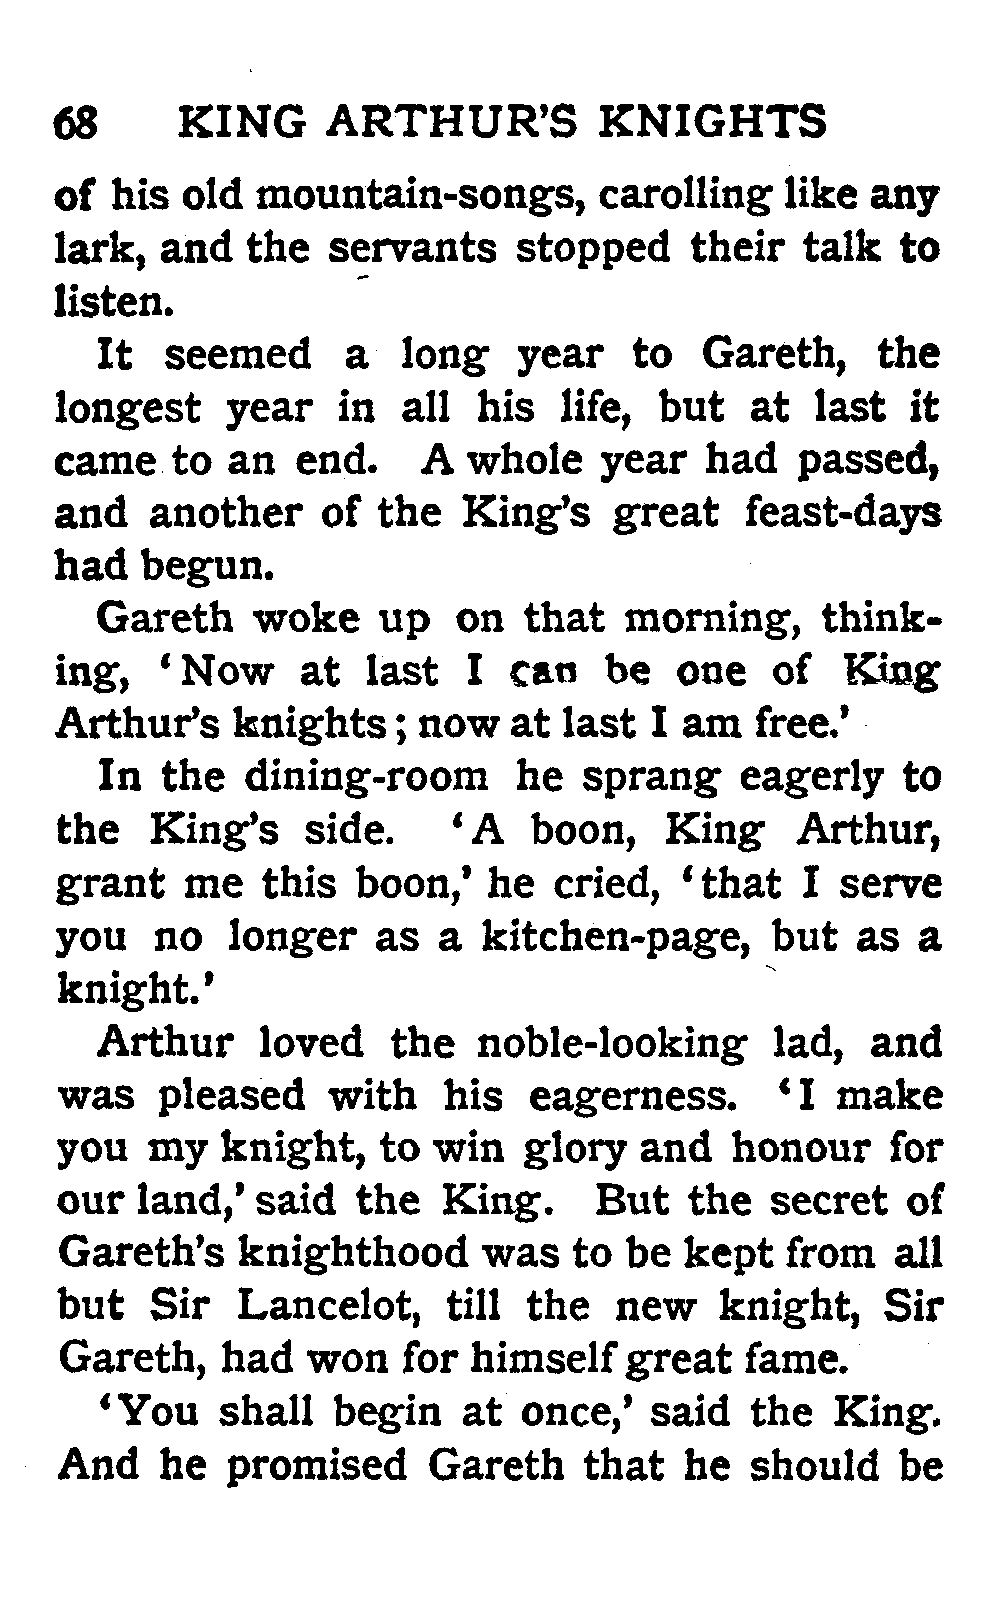 68 KING ARTHUR'S KNIGHTS
of his old mountain-songs, carolling like any
lark, and the servants stopped their talk to
listen.
It seemed a long year to Gareth, the
longest year in all his life, but at last it
came to an end. A whole year had passed,
and another of the King's great feast-days
had begun.
Gareth woke up on that morning, think-
ing, 'Now at last I can be one of King
Arthur's knights; now at last I am free.'
In the dining-room he sprang eagerly to
the King's side. 'A boon, King Arthur,
grant me this boon,' he cried, 'that I serve
you no longer as a kitchen-page, but as a
knight.'
Arthur loved the noble-looking lad, and
was pleased with his eagerness. 'I make
you my knight, to win glory and honour for
our land,' said the King. But the secret of
Gareth's knighthood was to be kept from all
but Sir Lancelot, till the new knight, Sir
Gareth, had won for himself great fame.
'You shall begin at once,' said the King.
And he promised Gareth that he should be